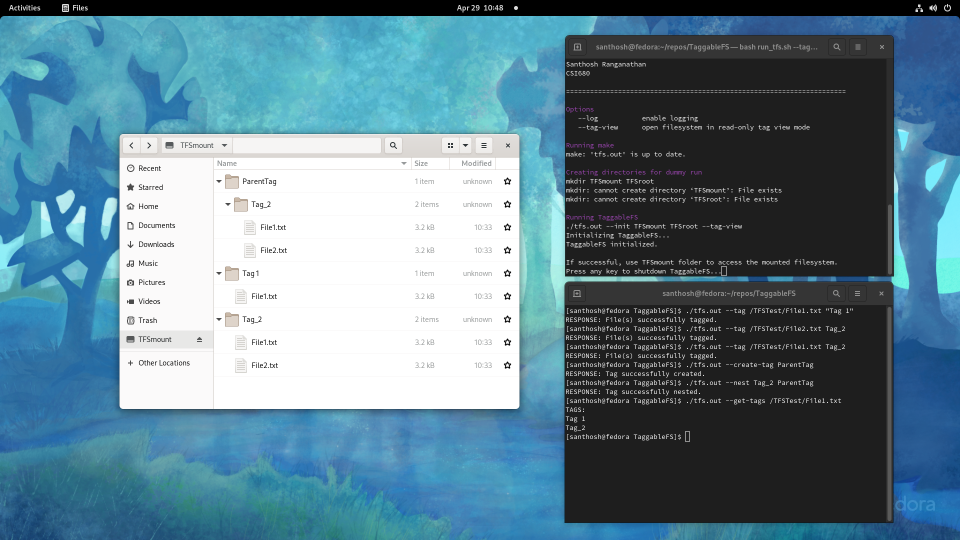 Activities Files Apr 29 10:48
TFSmount
Name Size Modified
Recent
Starred
Home
Documents
Downloads
Music
Pictures
Videos
Trash
TFSmount
+ Other Locations
ParentTag 1 item unknown
Tag_2 2 items unknown
File1.txt 3.2 kB 10:33
File2.txt 3.2 kB 10:33
Tag 1 1 item unknown
File1.txt 3.2 kB 10:33
Tag_2 2 items unknown
File1.txt 3.2 kB 10:33
File2.txt 3.2 kB 10:33
santhosh@fedora:~/repos/TaggableFS — bash run_tfs.sh --tag…
Santhosh Ranganathan
CSI680
======================================================================
Options
--log enable logging
--tag-view open filesystem in read-only tag view mode
Running make
make: 'tfs.out' is up to date.
Creating directories for dummy run
mkdir TFSmount TFSroot
mkdir: cannot create directory 'TFSmount': File exists
mkdir: cannot create directory 'TFSroot': File exists
Running TaggableFS
./tfs.out --init TFSmount TFSroot --tag-view
Initializing TaggableFS...
TaggableFS initialized.
If successful, use TFSmount folder to access the mounted filesystem.
Press any key to shutdown TaggableFS...
santhosh@fedora:~/repos/TaggableFS
[santhosh@fedora TaggableFS]$ ./tfs.out --tag /TFSTest/File1.txt "Tag 1"
RESPONSE: File(s) successfully tagged.
[santhosh@fedora TaggableFS]$ ./tfs.out --tag /TFSTest/File2.txt Tag_2
RESPONSE: File(s) successfully tagged.
[santhosh@fedora TaggableFS]$ ./tfs.out --tag /TFSTest/File1.txt Tag_2
RESPONSE: File(s) successfully tagged.
[santhosh@fedora TaggableFS]$ ./tfs.out --create-tag ParentTag
RESPONSE: Tag successfully created.
[santhosh@fedora TaggableFS]$ ./tfs.out --nest Tag_2 ParentTag
RESPONSE: Tag successfully nested.
[santhosh@fedora TaggableFS]$ ./tfs.out --get-tags /TFSTest/File1.txt
TAGS:
Tag 1
Tag_2
[santhosh@fedora TaggableFS]$
dora